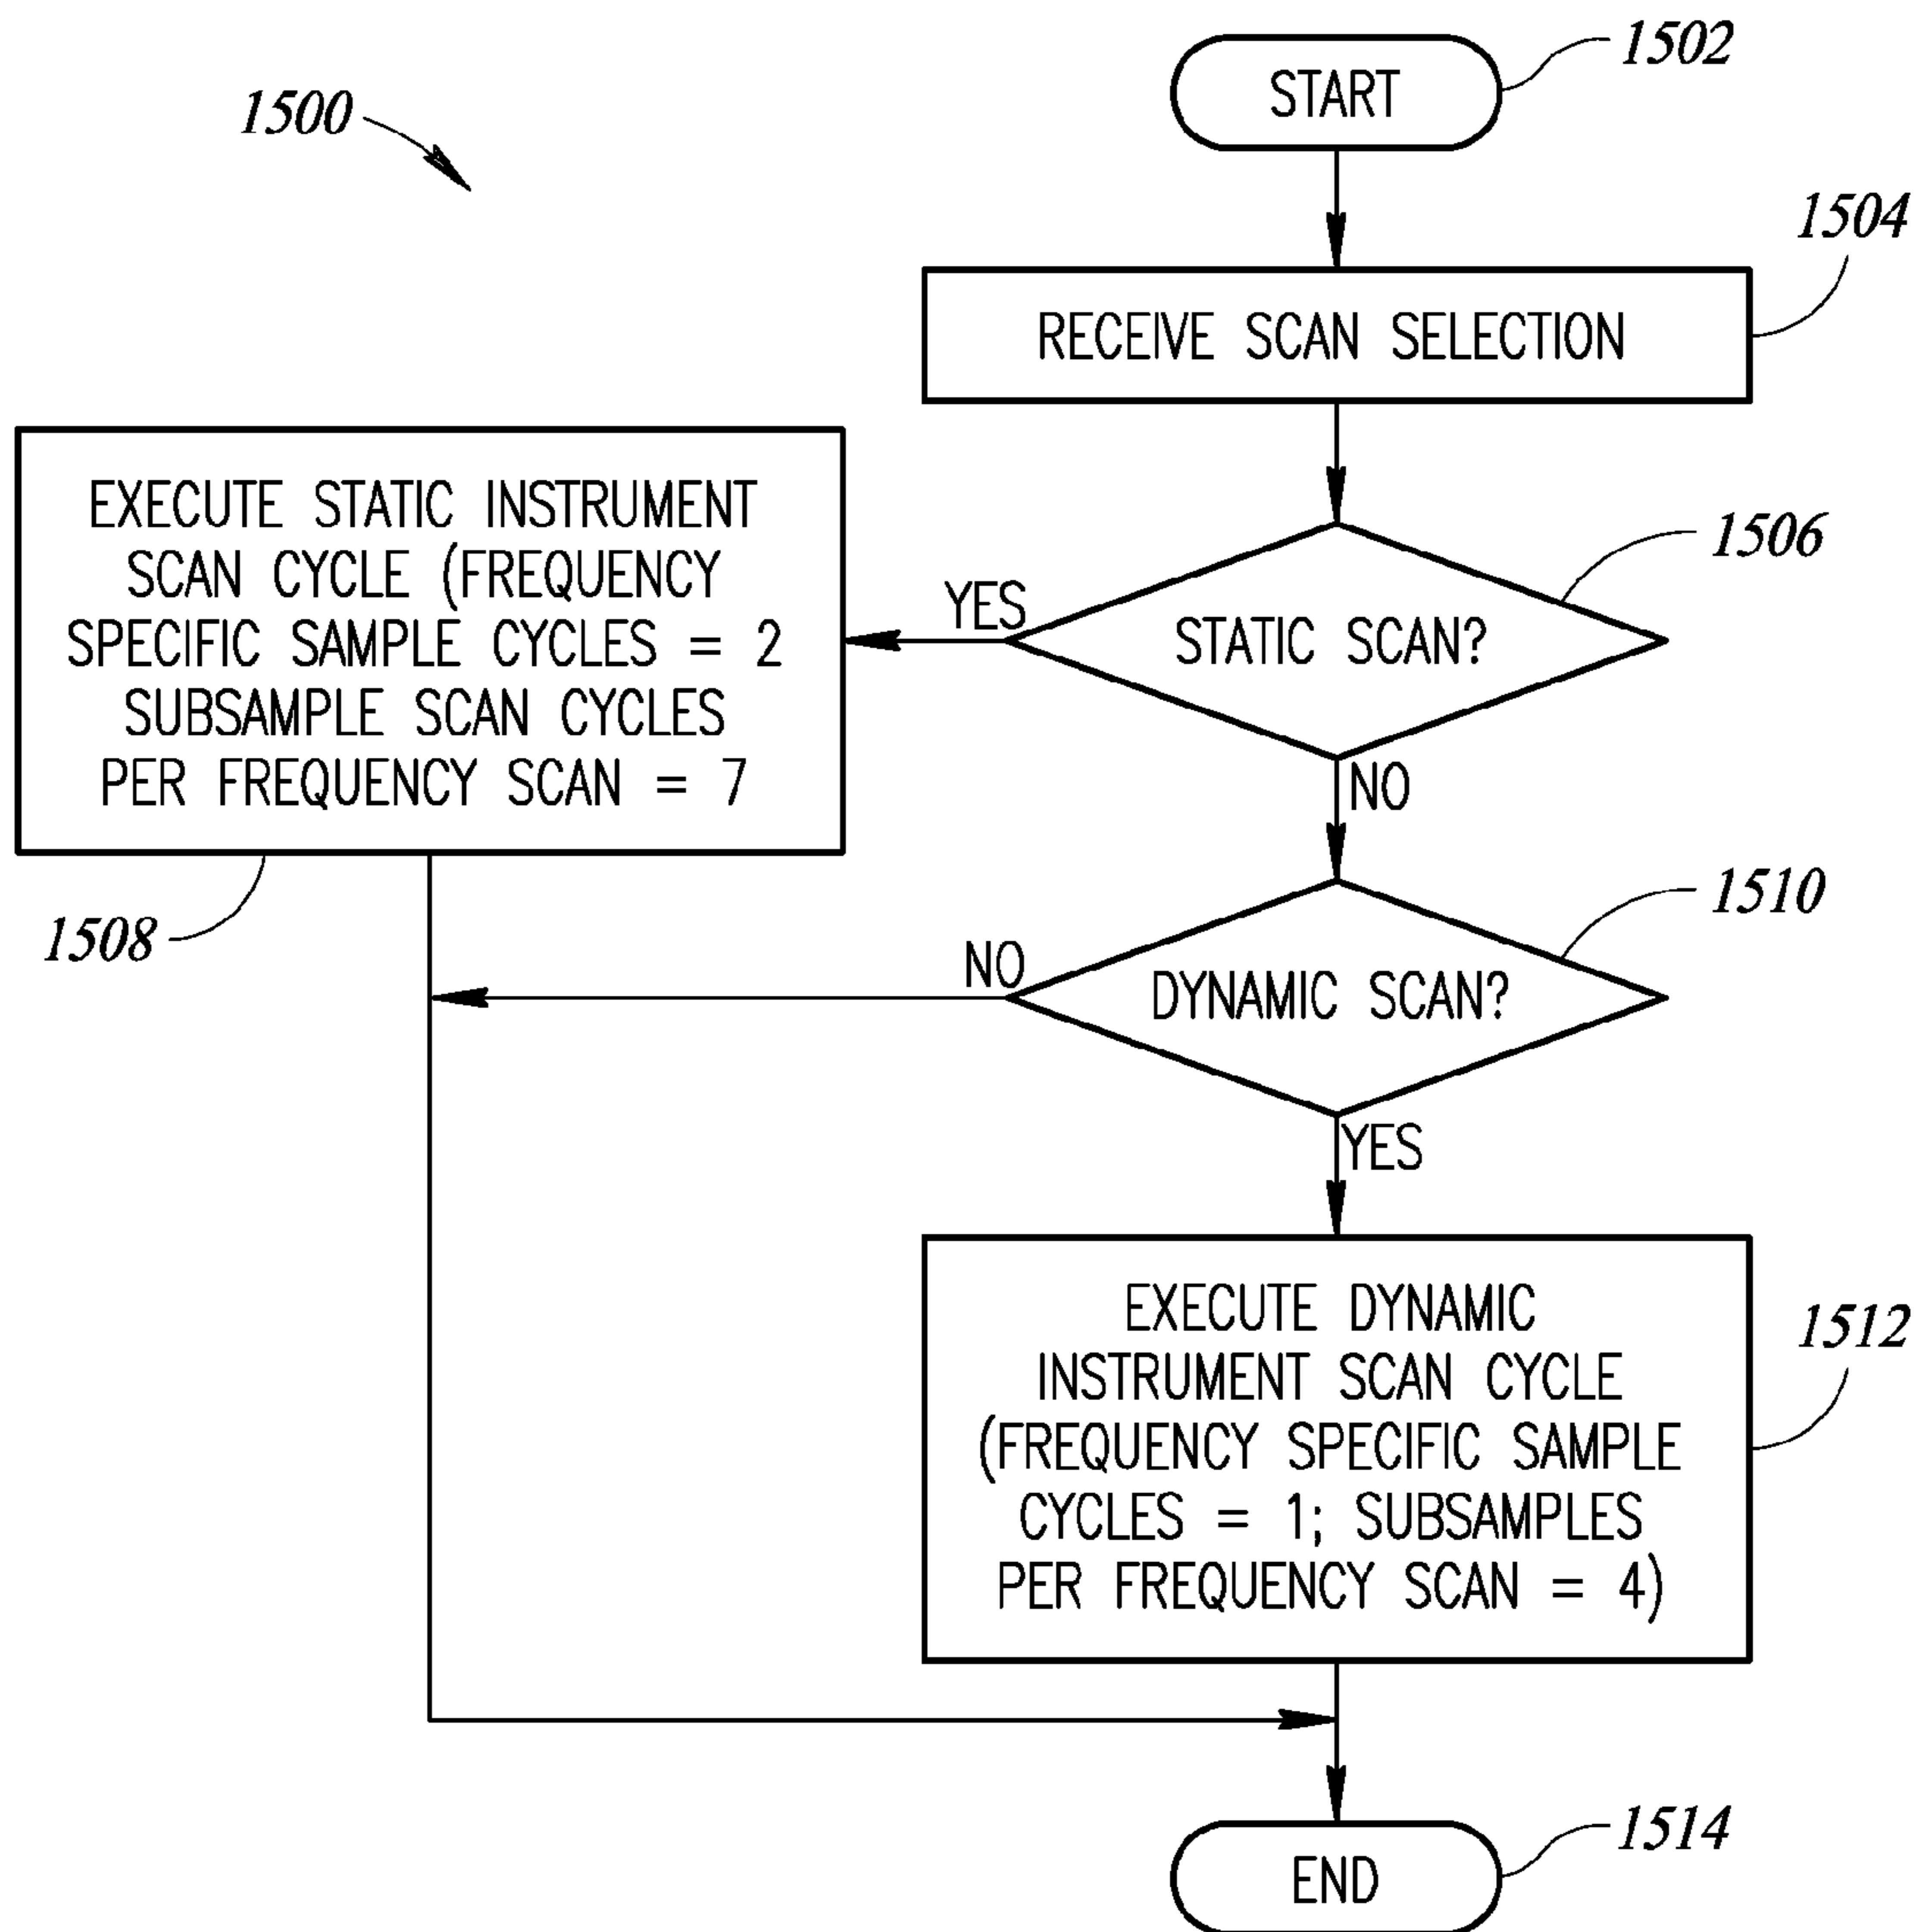 1500
START
1502
RECEIVE SCAN SELECTION
1504
STATIC SCAN?
1506
YES
NO
EXECUTE STATIC INSTRUMENT
SCAN CYCLE (FREQUENCY
SPECIFIC SAMPLE CYCLES = 2
SUBSAMPLE SCAN CYCLES
PER FREQUENCY SCAN = 7
1508
DYNAMIC SCAN?
1510
NO
YES
EXECUTE DYNAMIC
INSTRUMENT SCAN CYCLE
(FREQUENCY SPECIFIC SAMPLE
CYCLES = 1; SUBSAMPLES
PER FREQUENCY SCAN = 4)
1512
END
1514